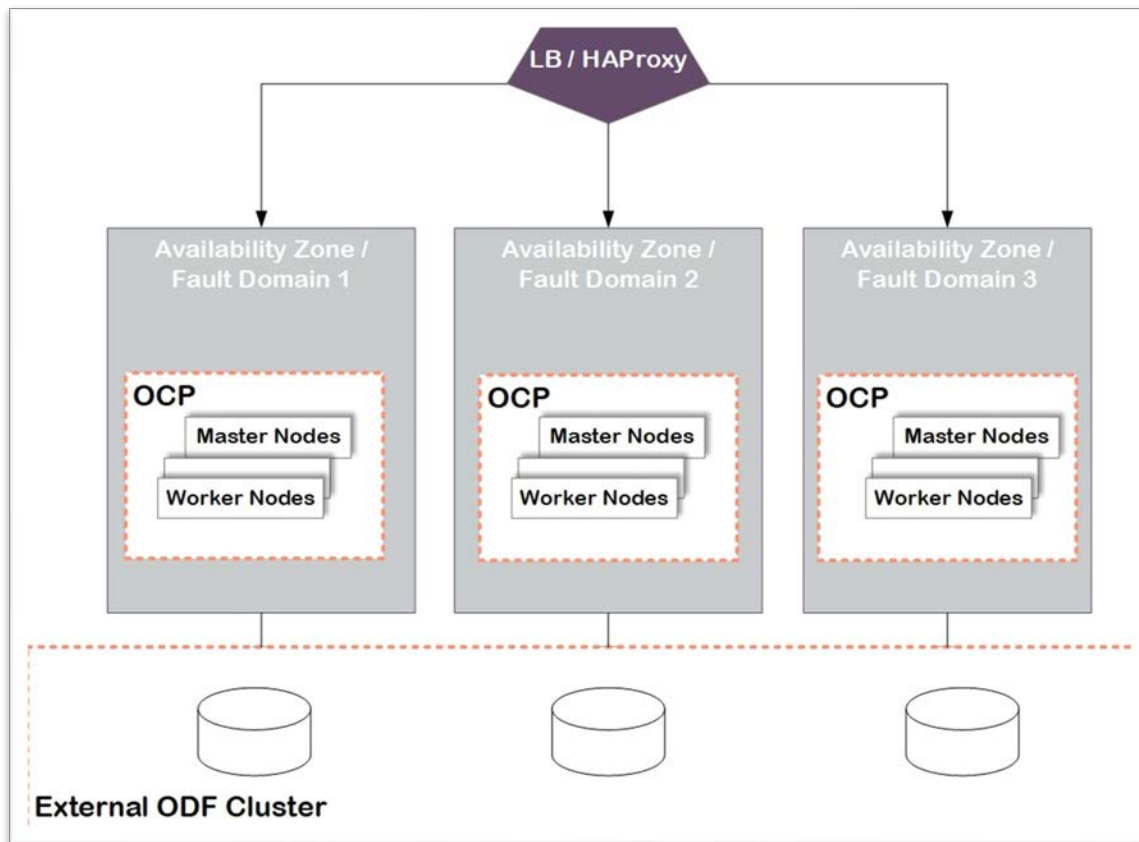 LB / HAProxy
Availability Zone /
Fault Domain 1
Availability Zone /
Fault Domain 2
Availability Zone /
Fault Domain 3
OCP
Master Nodes
Worker Nodes
OCP
Master Nodes
Worker Nodes
OCP
Master Nodes
Worker Nodes
External ODF Cluster